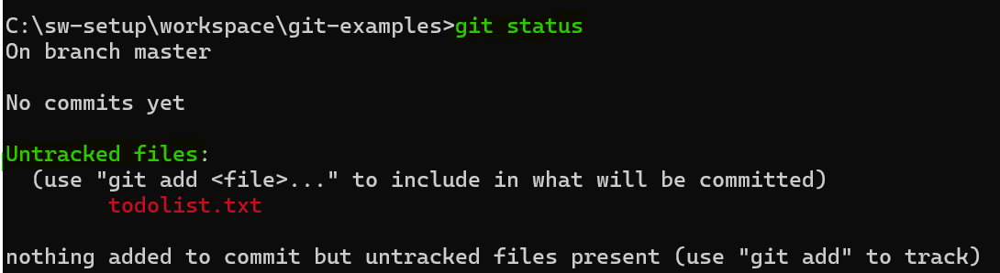 C:\sw-setup\workspace\git-examples>git status
On branch master
No commits yet
Untracked files:
(use "git add <file>..." to include in what will be committed)
todolist.txt
nothing added to commit but untracked files present (use "git add" to track)